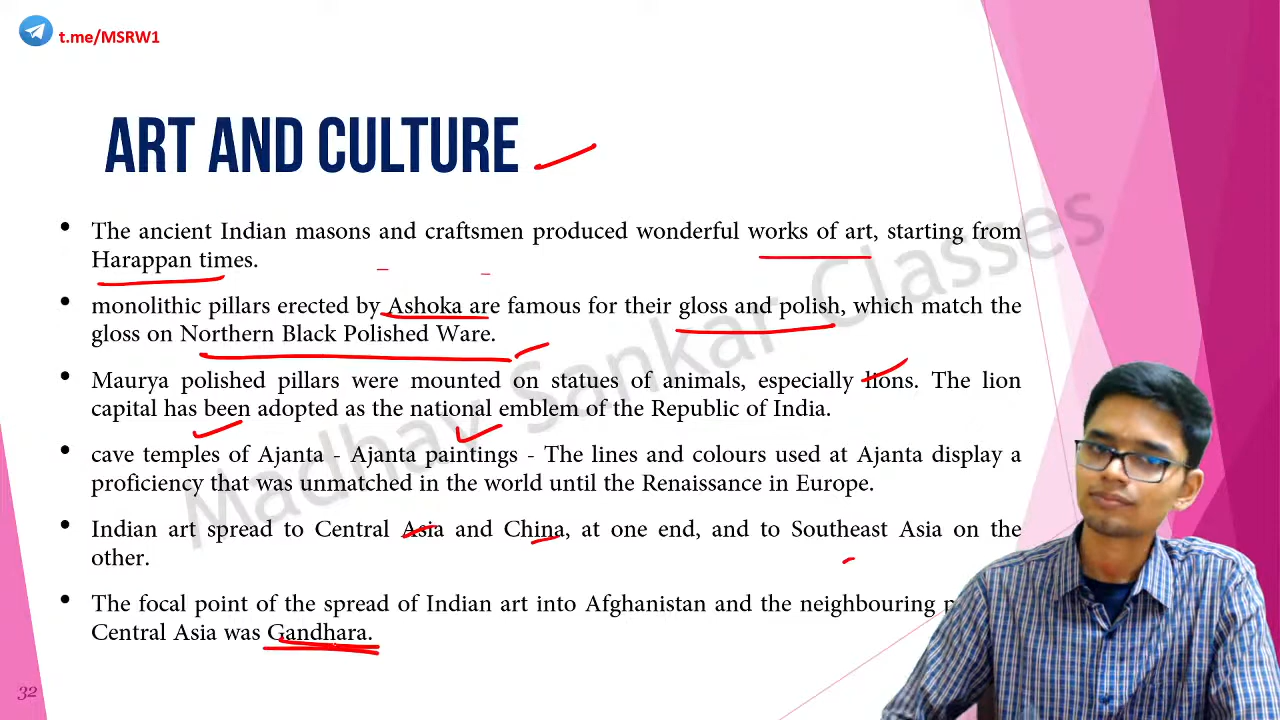 t.me/MSRW1
ART AND CULTURE
• The ancient Indian masons and craftsmen produced wonderful works of art, starting from
Harappan times.
• monolithic pillars erected by Ashoka are famous for their gloss and polish, which match the
gloss on Northern Black Polished Ware.
• Maurya polished pillars were mounted on statues of animals, especially lions. The lion
capital has been adopted as the national emblem of the Republic of India.
• cave temples of Ajanta - Ajanta paintings - The lines and colours used at Ajanta display a
proficiency that was unmatched in the world until the Renaissance in Europe.
• Indian art spread to Central Asia and China, at one end, and to Southeast Asia on the
other.
• The focal point of the spread of Indian art into Afghanistan and the neighbouring
Central Asia was Gandhara.
Madhav Sankar Classes
32